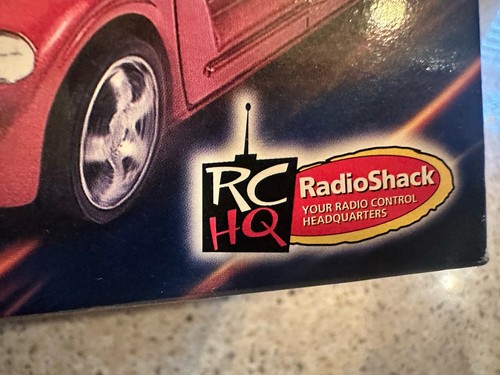 RC
HQ
RadioShack
YOUR RADIO CONTROL
HEADQUARTERS